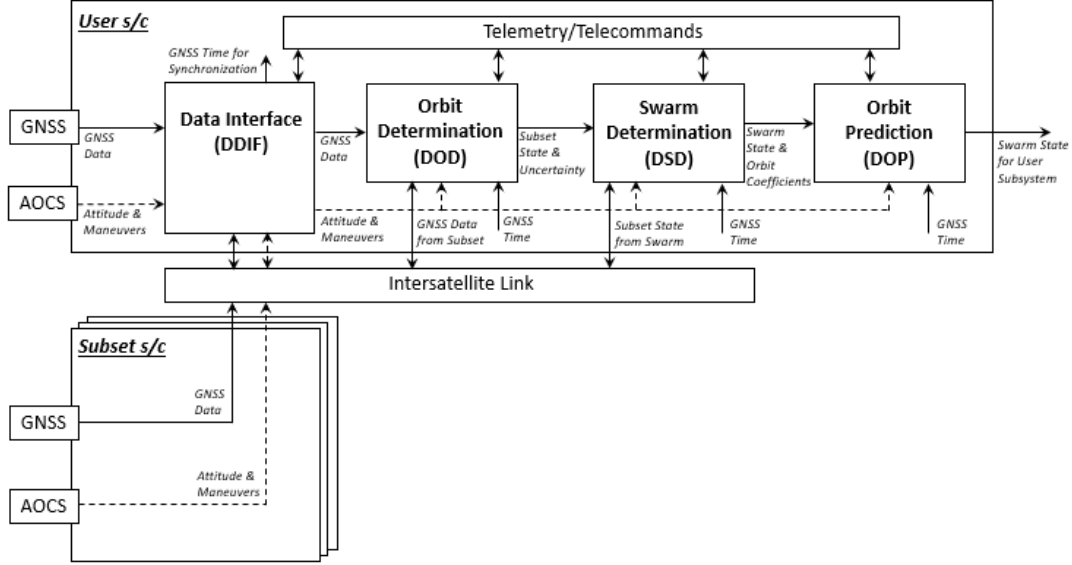 User s/c
Telemetry/Telecommands
GNSS Time for
Synchronization
GNSS
GNSS
Data
AOCS
Attitude &
Maneuvers
Data Interface
(DDIF)
GNSS
Data
Attitude &
Maneuvers
Orbit
Determination
(DOD)
GNSS Data
from Subset
GNSS
Time
Subset
State &
Uncertainty
Swarm
Determination
(DSD)
Subset State
from Swarm
GNSS
Time
Swarm
State &
Orbit
Coefficients
Orbit
Prediction
(DOP)
GNSS
Time
Swarm State
for User
Subsystem
Intersatellite Link
Subset s/c
GNSS
GNSS
Data
AOCS
Attitude &
Maneuvers